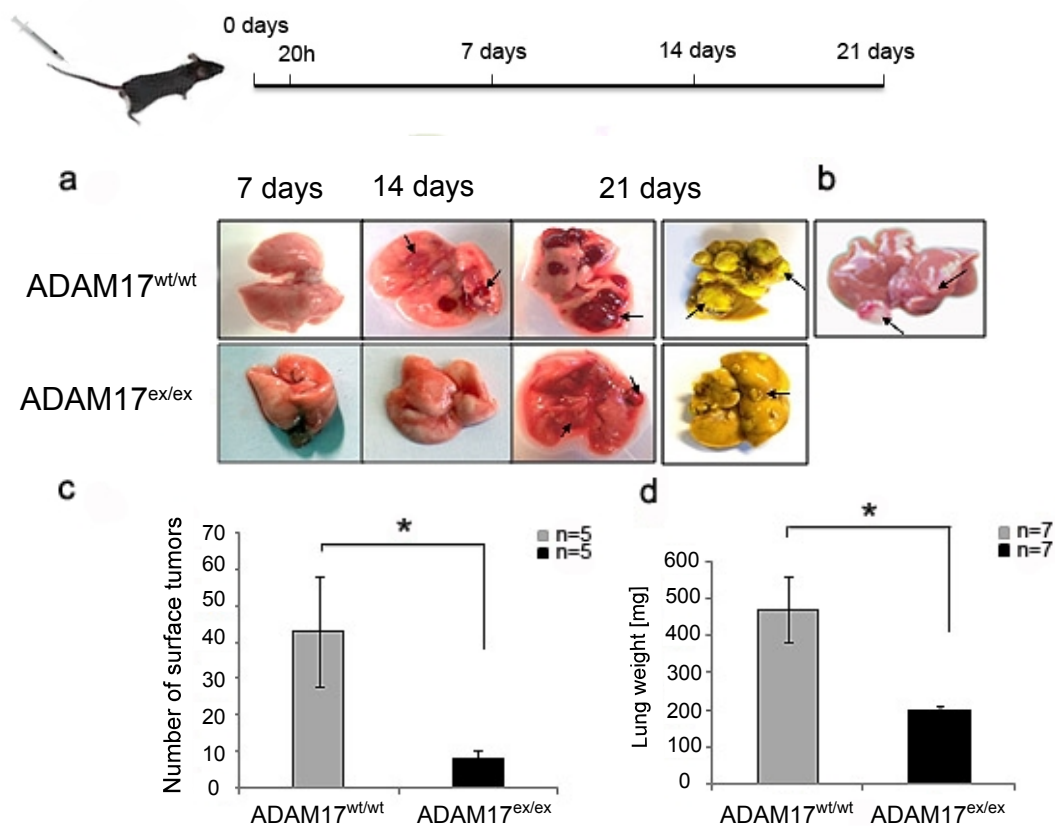 0 days
20h 7 days 14 days 21 days
a b
7 days 14 days 21 days
ADAM17wt/wt
ADAM17ex/ex
c d
Number of surface tumors
70
60
50
40
30
20
10
0
*
n=5
n=5
ADAM17wt/wt ADAM17ex/ex
Lung weight [mg]
600
500
400
300
200
100
0
*
n=7
n=7
ADAM17wt/wt ADAM17ex/ex